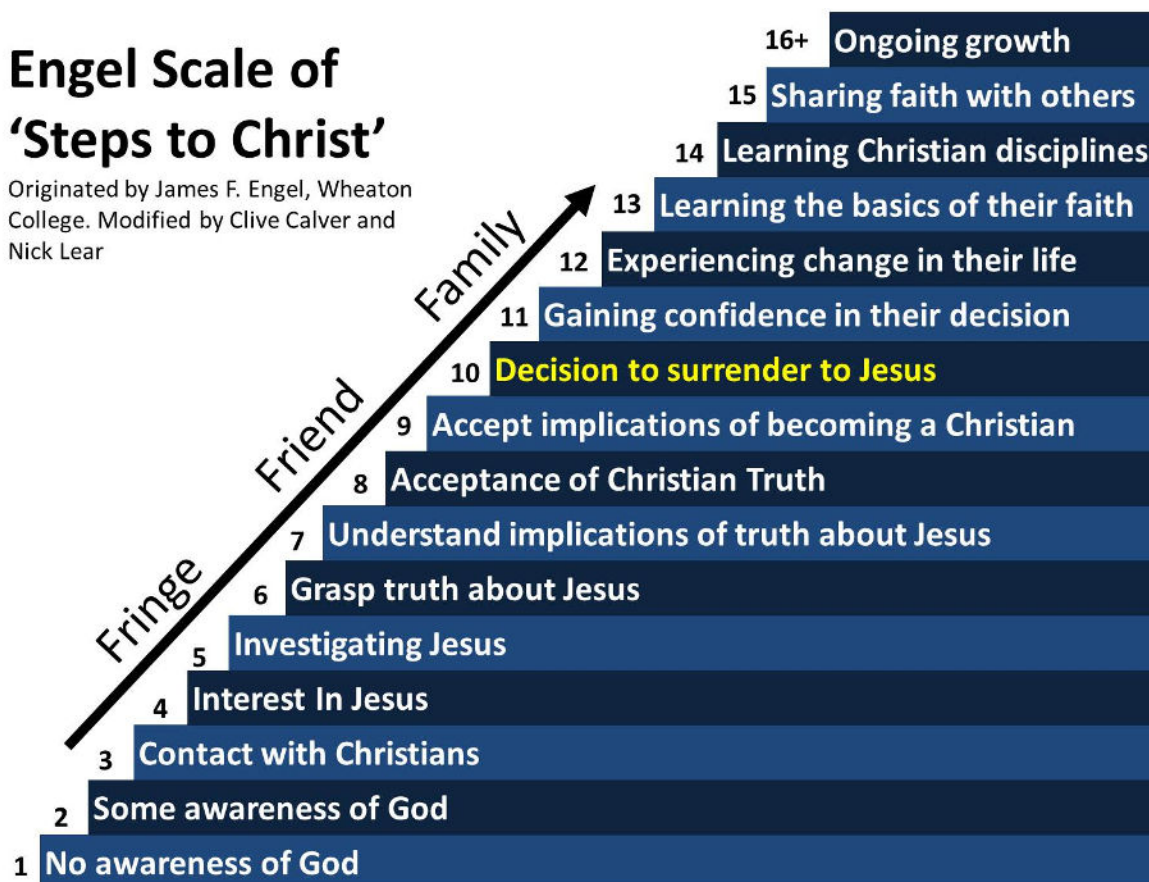 Engel Scale of
‘Steps to Christ’
Originated by James F. Engel, Wheaton
College. Modified by Clive Calver and
Nick Lear
Family
Friend
Fringe
16+ Ongoing growth
15 Sharing faith with others
14 Learning Christian disciplines
13 Learning the basics of their faith
12 Experiencing change in their life
11 Gaining confidence in their decision
10 Decision to surrender to Jesus
9 Accept implications of becoming a Christian
8 Acceptance of Christian Truth
7 Understand implications of truth about Jesus
6 Grasp truth about Jesus
5 Investigating Jesus
4 Interest In Jesus
3 Contact with Christians
2 Some awareness of God
1 No awareness of God